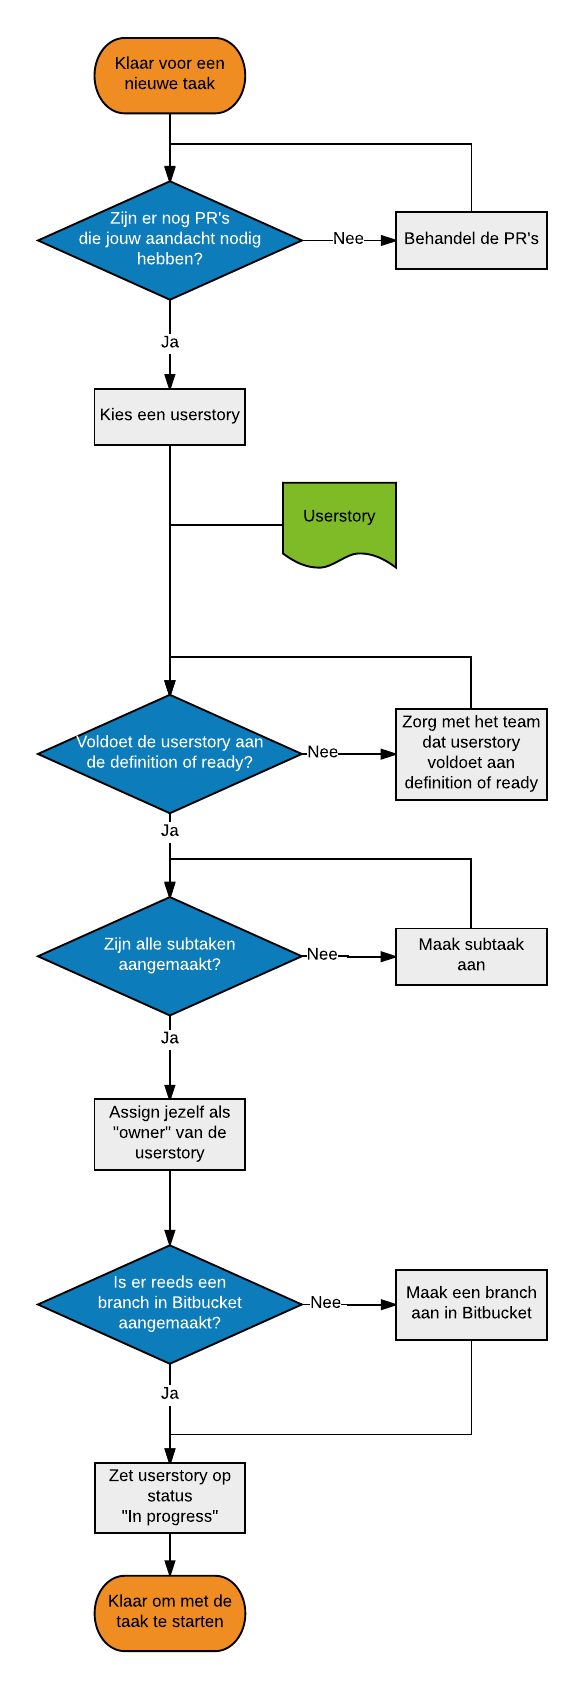 Klaar voor een
nieuwe taak
Zijn er nog PR's
die jouw aandacht nodig
hebben?
Nee
Behandel de PR's
Ja
Kies een userstory
Userstory
Voldoet de userstory aan
de definition of ready?
Nee
Zorg met het team
dat userstory
voldoet aan
definition of ready
Ja
Zijn alle subtaken
aangemaakt?
Nee
Maak subtaak
aan
Ja
Assign jezelf als
"owner" van de
userstory
Is er reeds een
branch in Bitbucket
aangemaakt?
Nee
Maak een branch
aan in Bitbucket
Ja
Zet userstory op
status
"In progress"
Klaar om met de
taak te starten